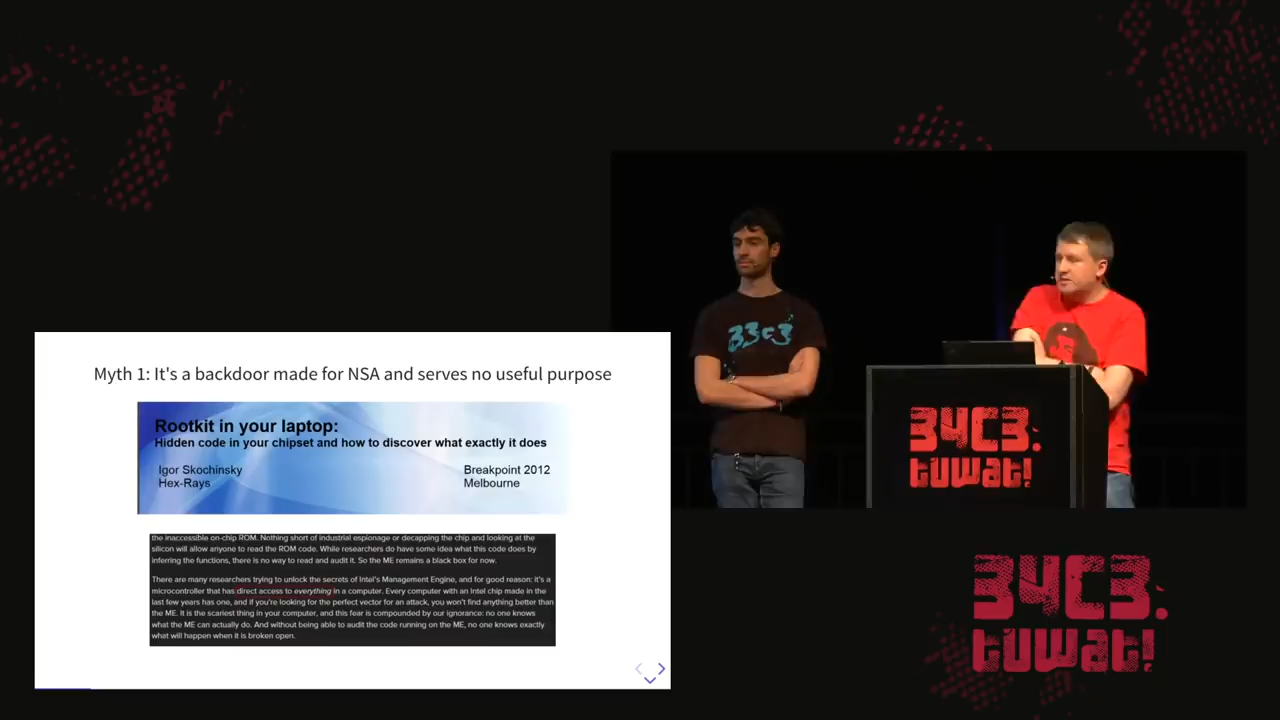 Myth 1: It's a backdoor made for NSA and serves no useful purpose
Rootkit in your laptop:
Hidden code in your chipset and how to discover what exactly it does
Igor Skochinsky
Breakpoint 2012
Hex-Rays
Melbourne
the inaccessible on-chip ROM. Nothing short of industrial espionage or decapping the chip and looking at the
silicon will allow anyone to read the ROM code. While researchers do have some idea what this code does by
inferring the functions, there is no way to read and audit it. So the ME remains a black box for now.
There are many researchers trying to unlock the secrets of Intel's Management Engine, and for good reason: it's a
microcontroller that has direct access to everything in a computer. Every computer with an Intel chip made in the
last few years has one, and if you're looking for the perfect vector for an attack, you won't find anything better than
the ME. It is the scariest thing in your computer, and this fear is compounded by our ignorance: no one knows
what the ME can actually do. And without being able to audit the code running on the ME, no one knows exactly
what will happen when it is broken open.
33c3
34C3.
tuwat!
34C3.
tuwat!